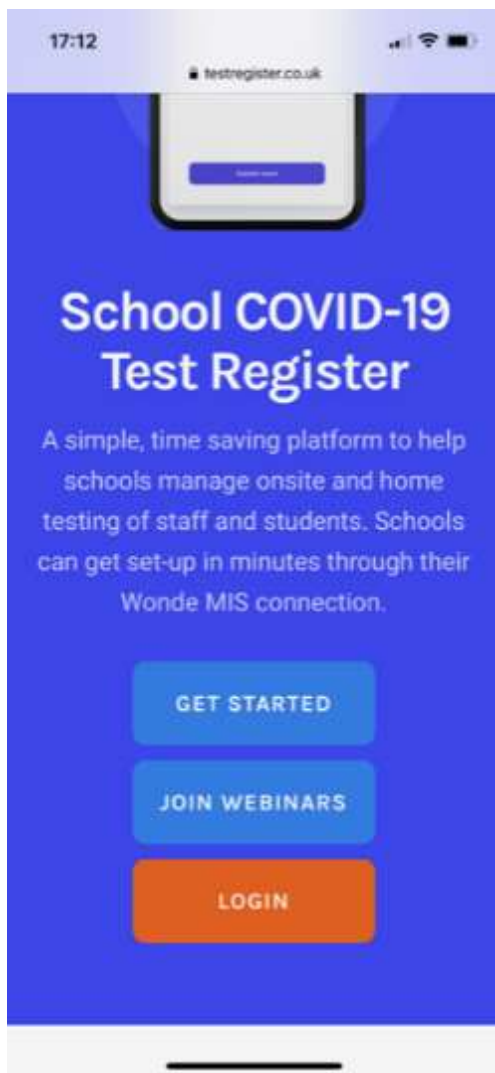 17:12
testregister.co.uk
School COVID-19
Test Register
A simple, time saving platform to help
schools manage onsite and home
testing of staff and students. Schools
can get set-up in minutes through their
Wonde MIS connection.
GET STARTED
JOIN WEBINARS
LOGIN